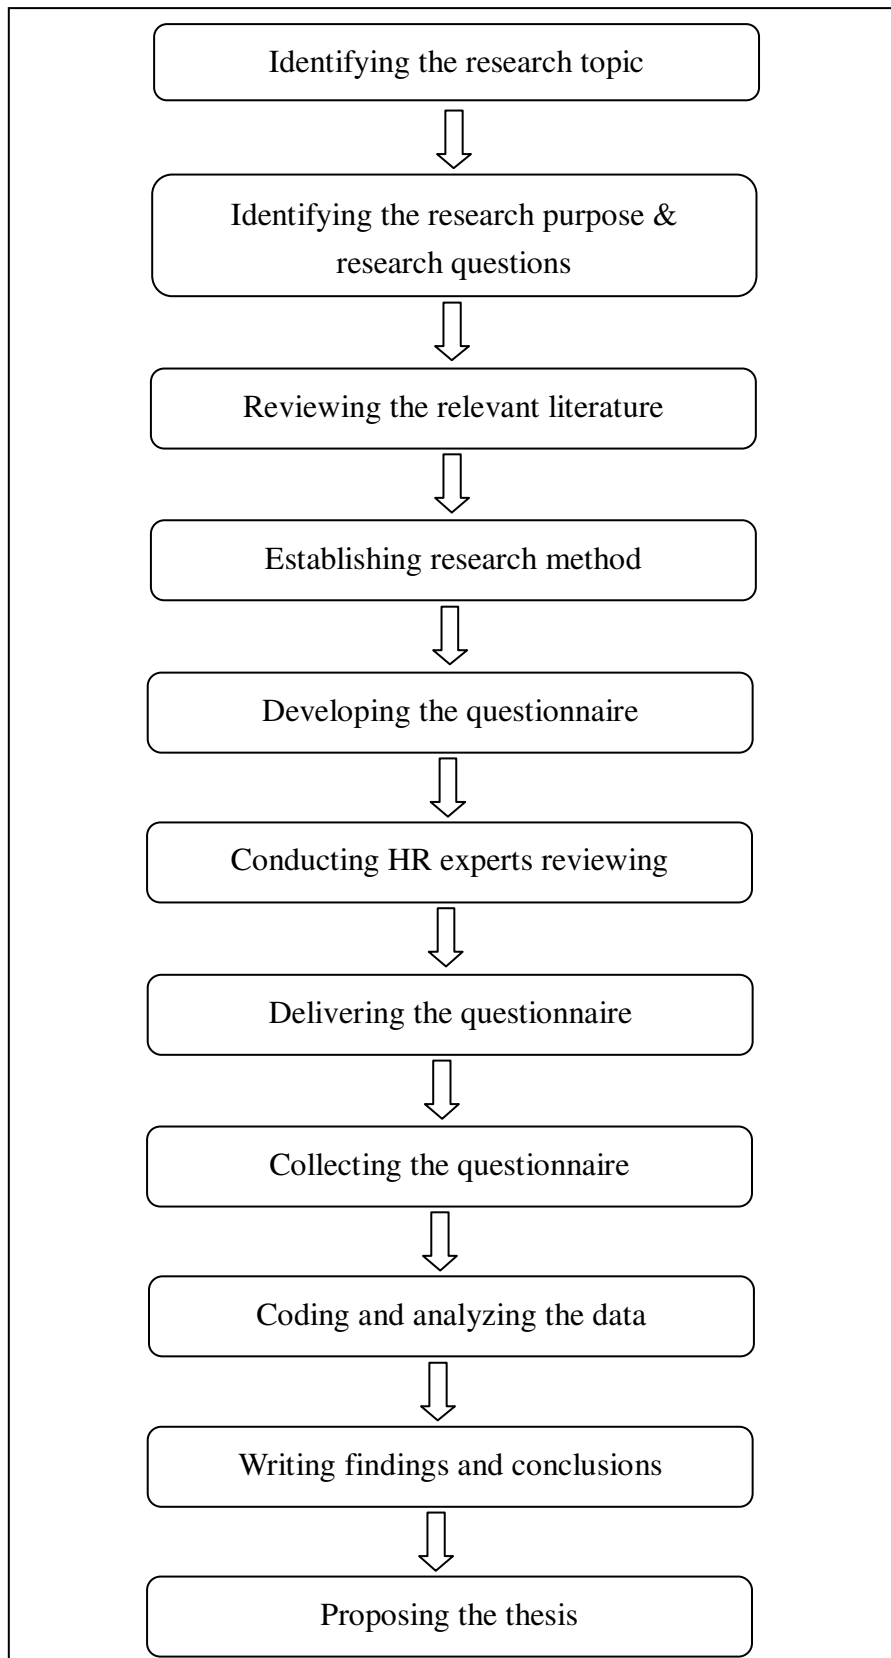 Identifying the research topic
Identifying the research purpose &
research questions
Reviewing the relevant literature
Establishing research method
Developing the questionnaire
Conducting HR experts reviewing
Delivering the questionnaire
Collecting the questionnaire
Coding and analyzing the data
Writing findings and conclusions
Proposing the thesis